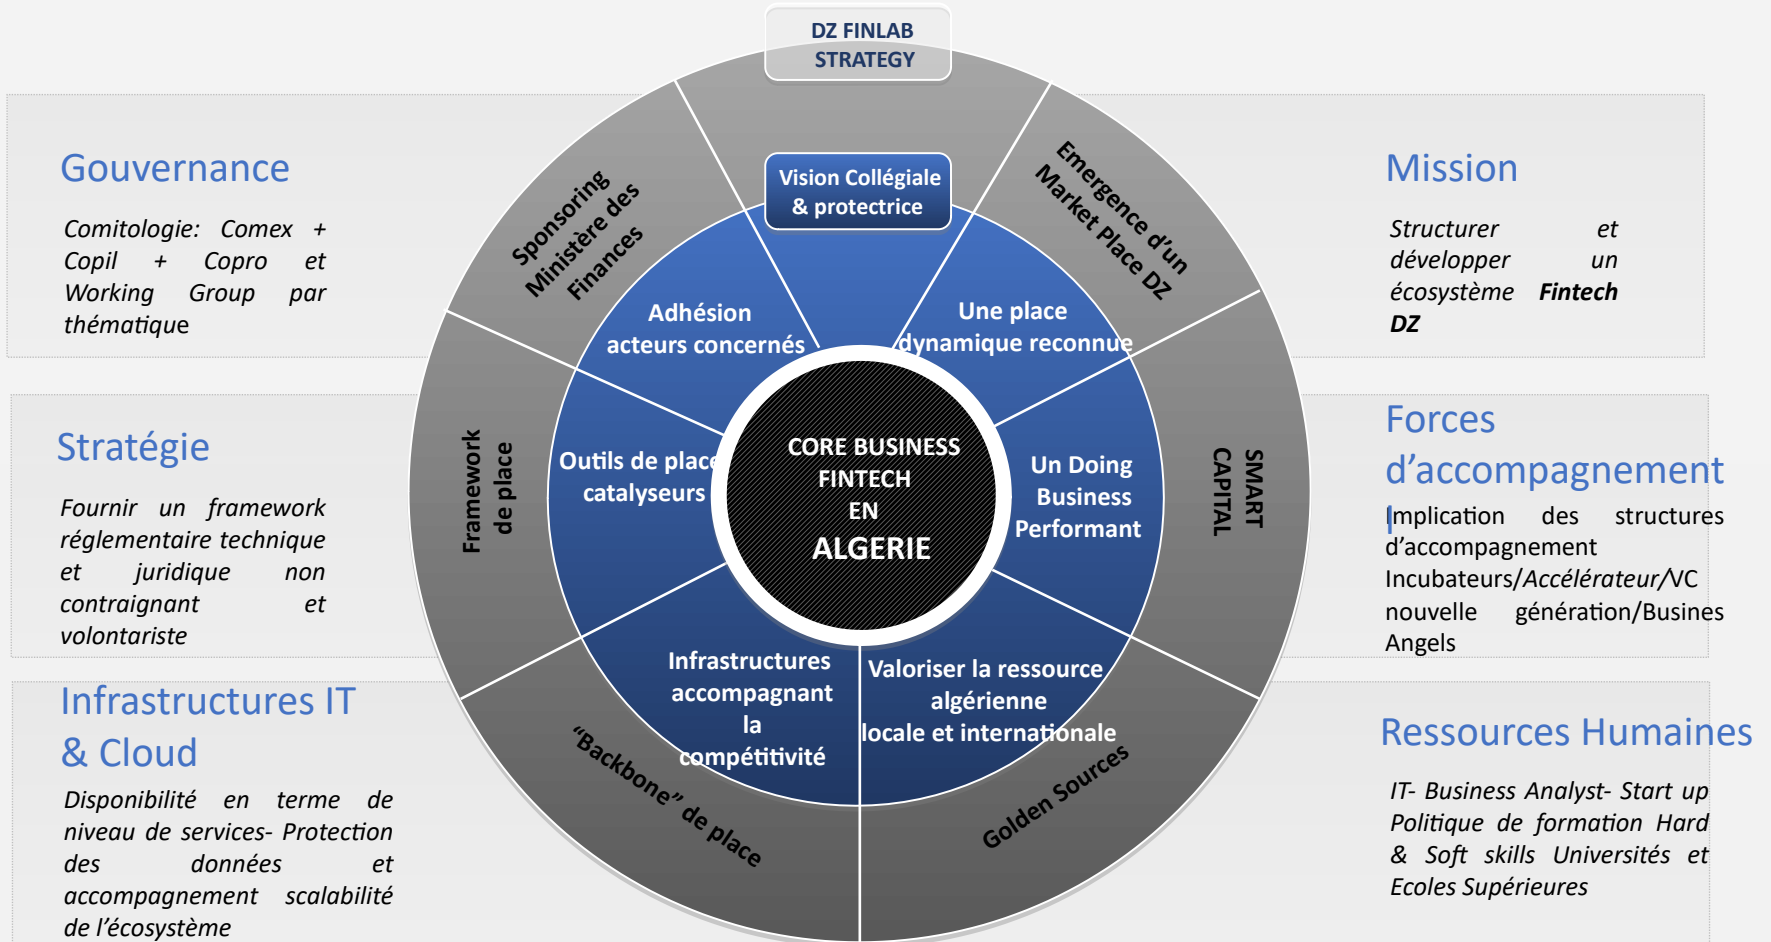 DZ FINLAB
STRATEGY
Gouvernance
Comitologie: Comex +
Copil + Copro et
Working Group par
thématique
Stratégie
Fournir un framework
réglementaire technique
et juridique non
contraignant et
volontariste
Infrastructures IT
& Cloud
Disponibilité en terme de
niveau de services- Protection
des données et
accompagnement scalabilité
de l'écosystème
Sponsoring
Ministère des
Finances
Framework
de place
"Backbone" de place
Vision Collégiale
& protectrice
Adhésion
acteurs concernés
Outils de place
catalyseurs
Infrastructures
accompagnant
la
compétitivité
CORE BUSINESS
FINTECH
EN
ALGERIE
Une place
dynamique reconnue
Un Doing
Business
Performant
Valoriser la ressource
algérienne
locale et internationale
Emergence d'un
Market Place DZ
SMART
CAPITAL
Golden Sources
Mission
Structurer et
développer un
écosystème Fintech
DZ
Forces
d'accompagnement
Implication des structures
d'accompagnement
Incubateurs/Accélérateur/VC
nouvelle génération/Busines
Angels
Ressources Humaines
IT- Business Analyst- Start up
Politique de formation Hard
& Soft skills Universités et
Ecoles Supérieures